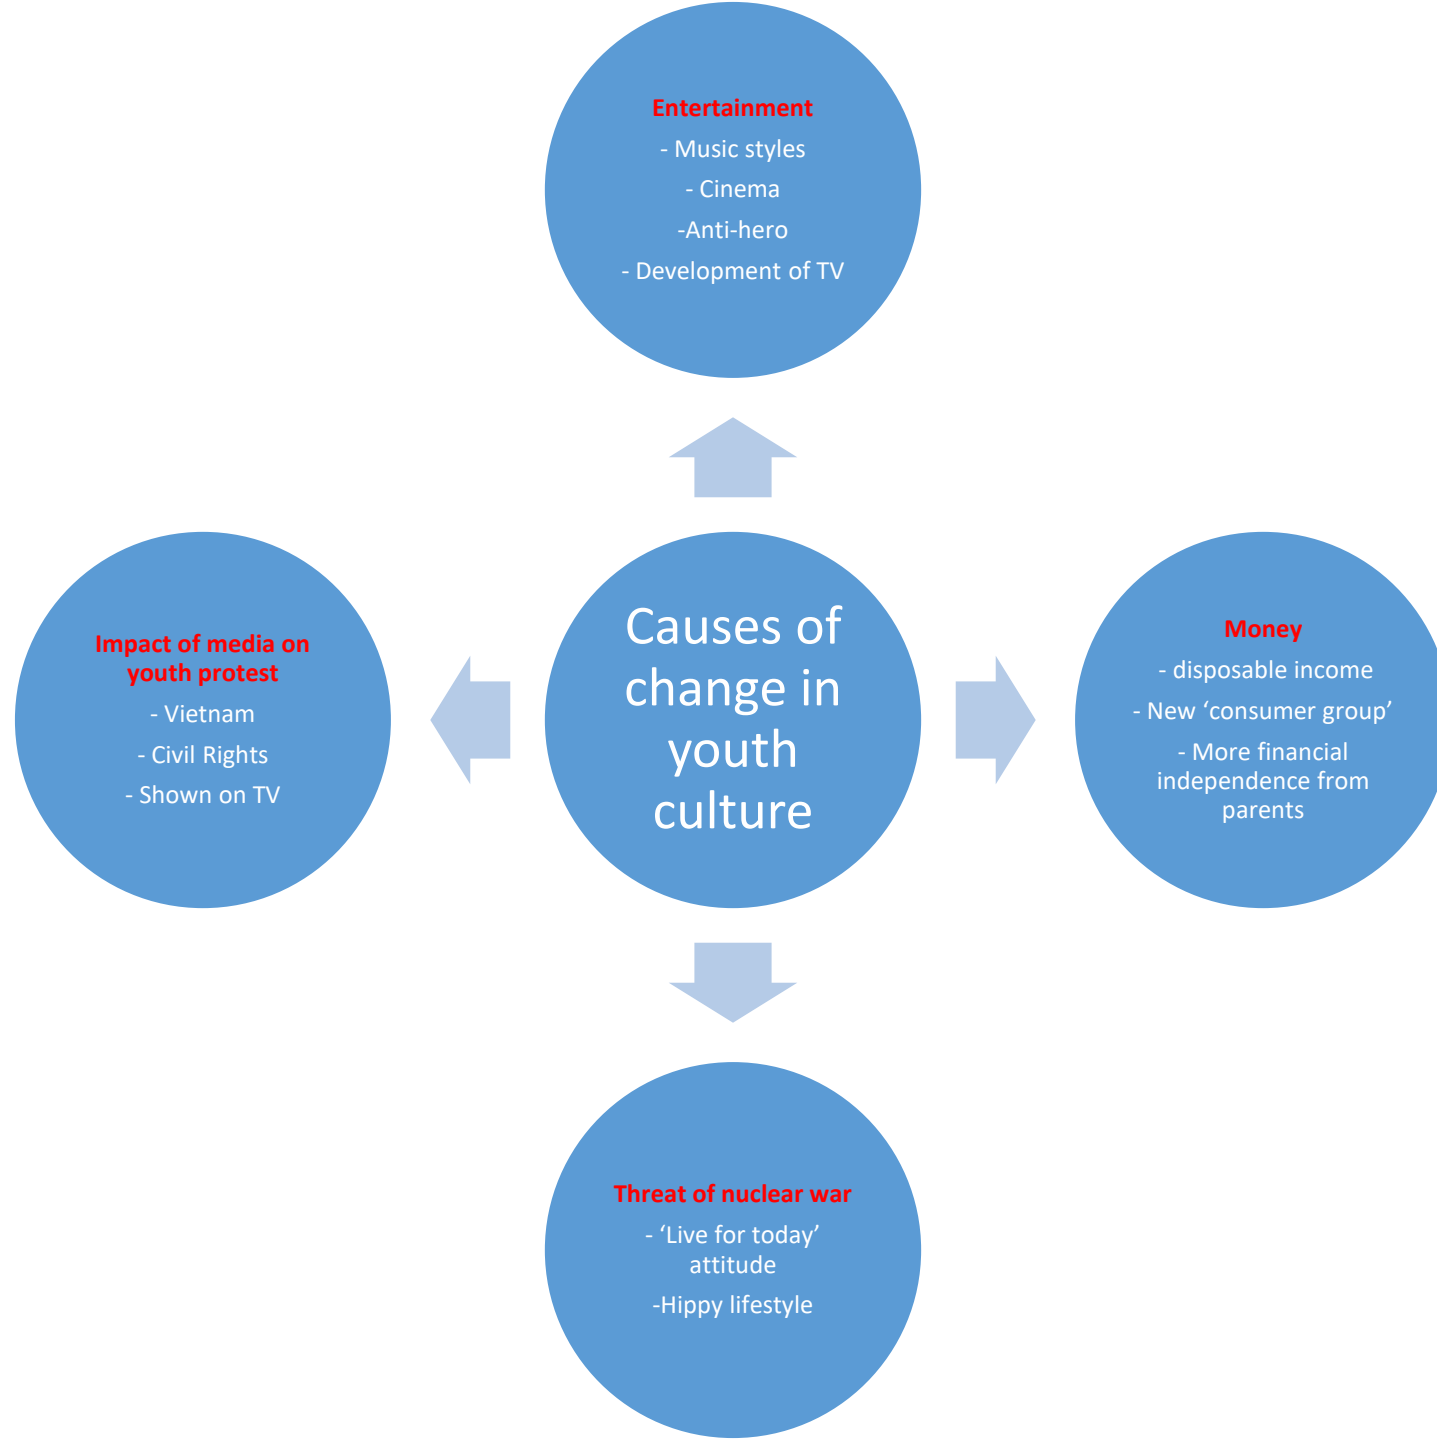 Entertainment
- Music styles
- Cinema
-Anti-hero
- Development of TV
Impact of media on
youth protest
- Vietnam
- Civil Rights
- Shown on TV
Causes of
change in
youth
culture
Money
- disposable income
- New ‘consumer group’
- More financial
independence from
parents
Threat of nuclear war
- ‘Live for today’
attitude
-Hippy lifestyle